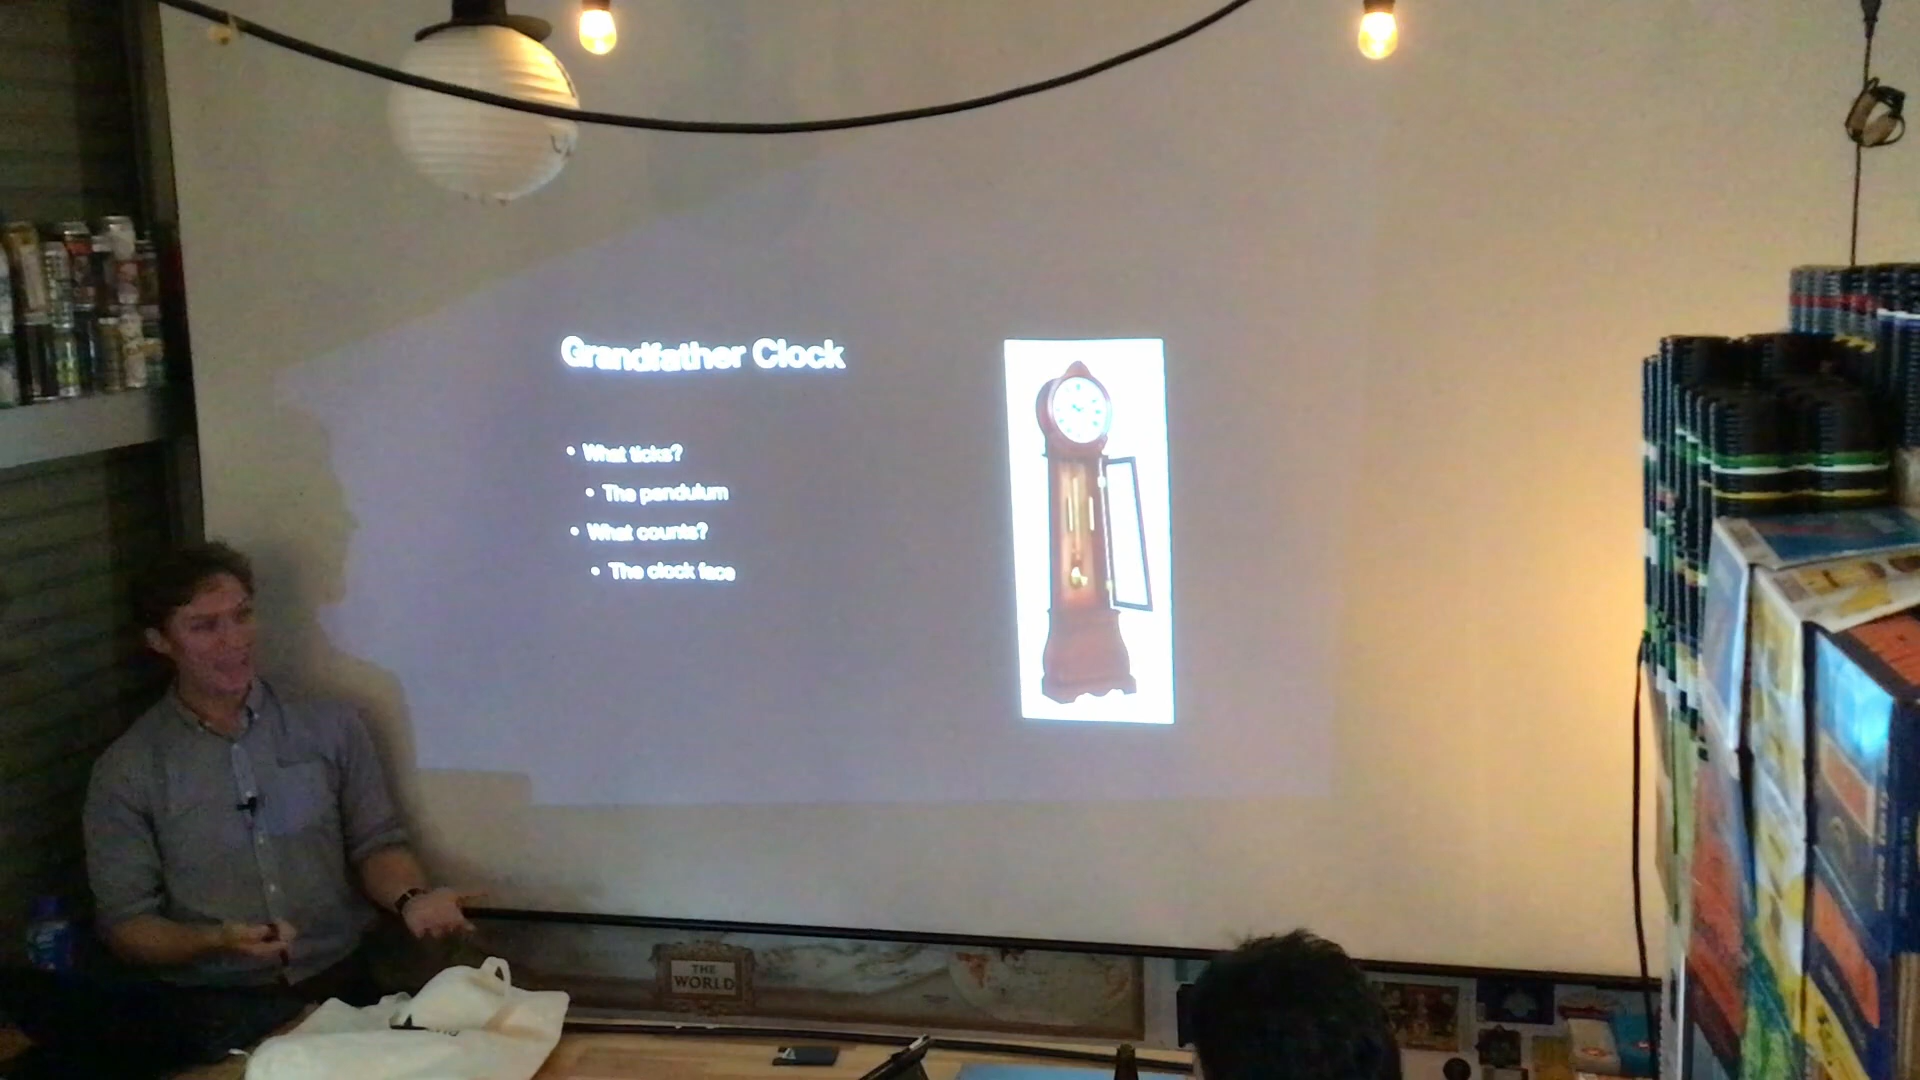 Grandfather Clock
• What ticks?
• The pendulum
• What counts?
• The clock face
THE
WORLD